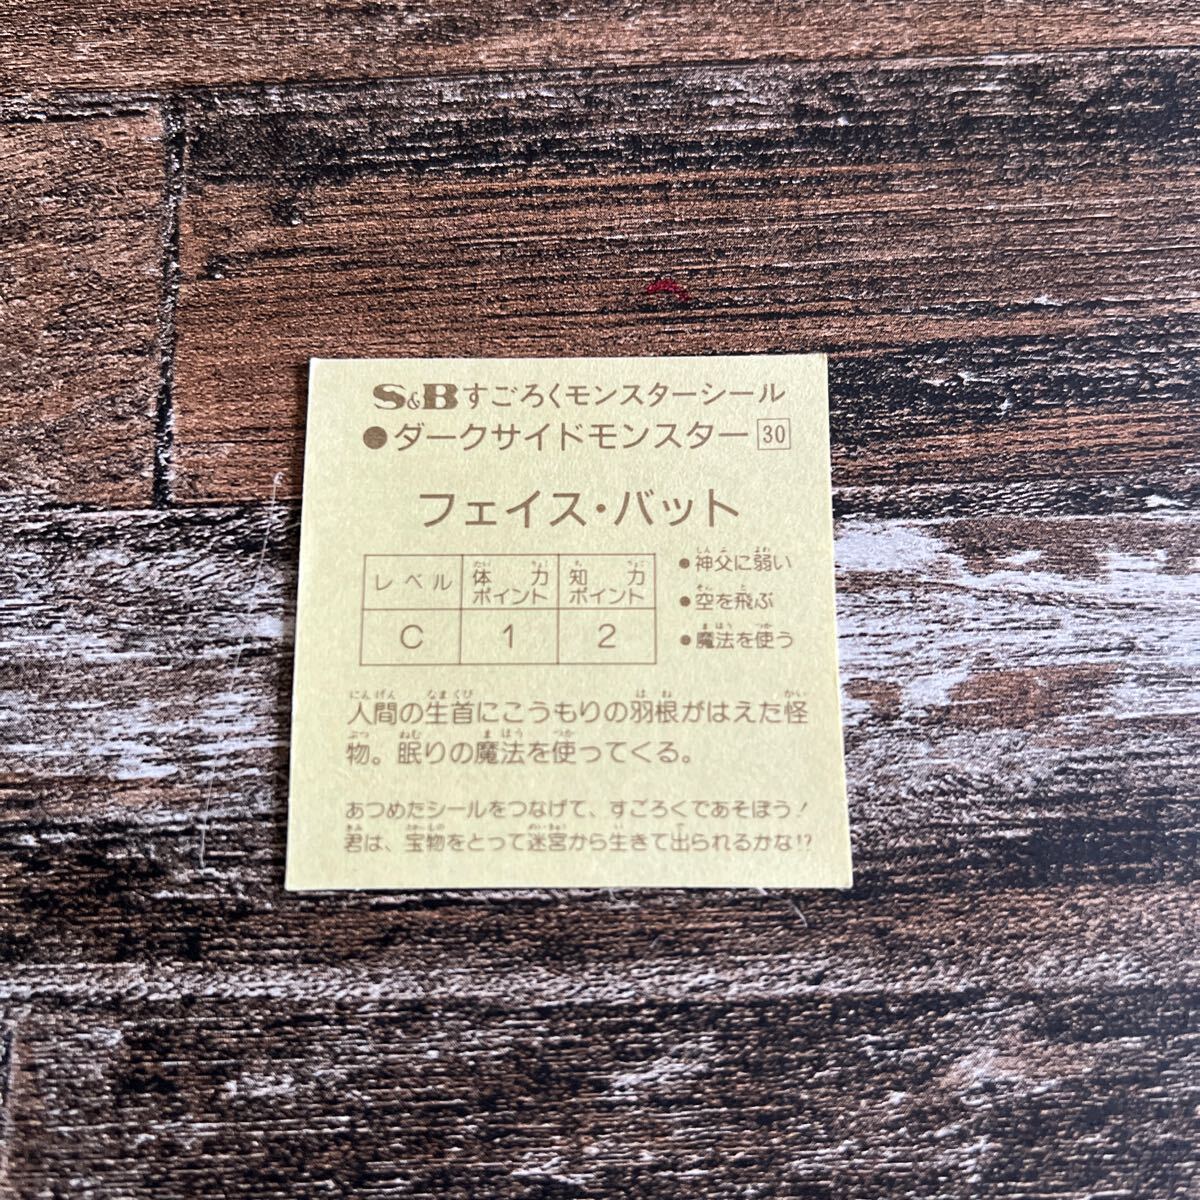 S&Bすごろくモンスターシール
●ダークサイドモンスター 30
フェイス・バット
レベル 体力ポイント 知力ポイント
C 1 2
●神父に弱い
●空を飛ぶ
●魔法を使う
人間の生首にこうもりの羽根がはえた怪
物。眠りの魔法を使ってくる。
あつめたシールをつなげて、すごろくであそぼう!
君は、宝物をとって迷宮から生きて出られるかな!?